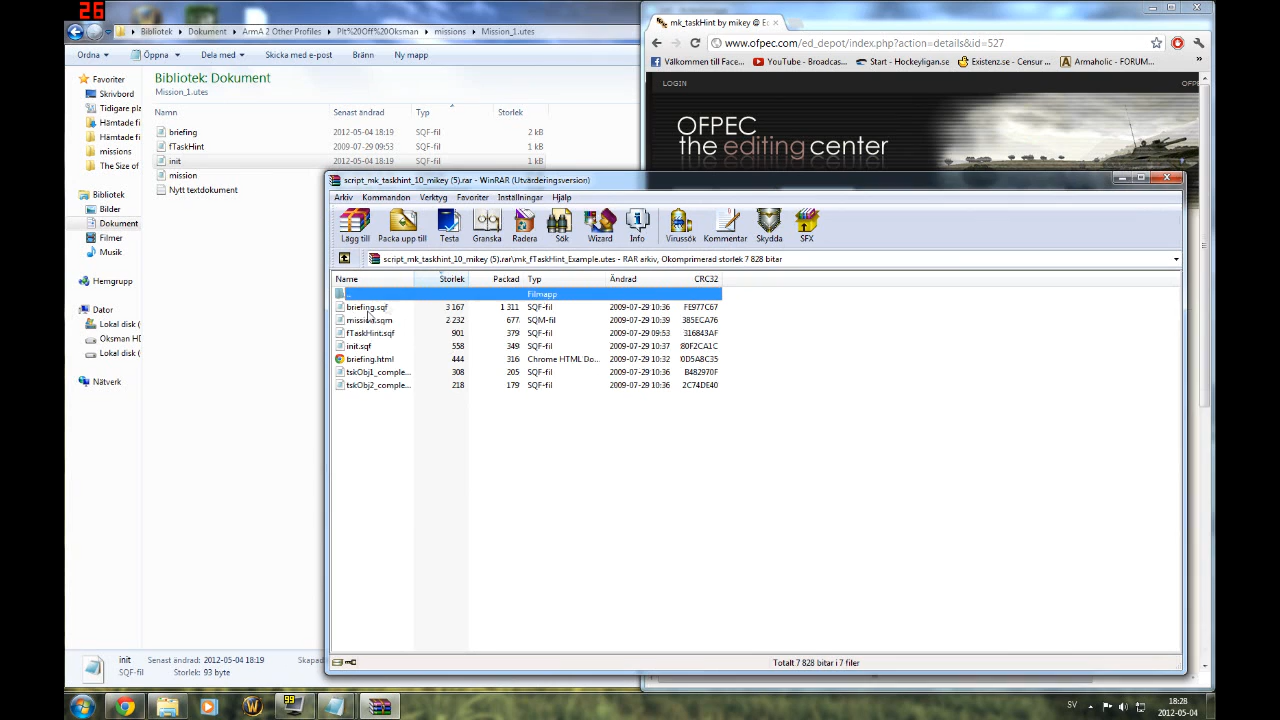 26
Bibliotek ▸ Dokument ▸ ArmA 2 Other Profiles ▸ Plt%20Off%20Oksman ▸ missions ▸ Mission_1.utes
Ordna
Öppna
Dela med
Skicka med e-post
Bränn
Ny mapp
Favoriter
Skrivbord
Tidigare pla
Hämtade fi
Hämtade fi
missions
The Size of
Bibliotek
Bilder
Dokument
Filmer
Musik
Hemgrupp
Dator
Lokal disk (
Oksman HD
Lokal disk (
Nätverk
Bibliotek: Dokument
Mission_1.utes
Namn Senast ändrad Typ Storlek
briefing 2012-05-04 18:19 SQF-fil 2 kB
fTaskHint 2009-07-29 09:53 SQF-fil 1 kB
init 2012-05-04 18:19 SQF-fil 1 kB
mission
Nytt textdokument
init Senast ändrad: 2012-05-04 18:19 Skapad
SQF-fil Storlek: 93 byte
mk_taskHint by mikey @ Ed
www.ofpec.com/ed_depot/index.php?action=details&id=527
Välkommen till Face...
YouTube - Broadcas...
Start - Hockeyligan.se
Existenz.se - Censur ...
Armaholic - FORUM...
LOGIN
OFPE
OFPEC
the editing center
script_mk_taskhint_10_mikey (5).rar - WinRAR (Utvärderingsversion)
Arkiv Kommandon Verktyg Favoriter Inställningar Hjälp
Lägg till Packa upp till Testa Granska Radera Sök Wizard Info Virussök Kommentar Skydda SFX
script_mk_taskhint_10_mikey (5).rar\mk_fTaskHint_Example.utes - RAR arkiv, Okomprimerad storlek 7 828 bitar
Name Storlek Packad Typ Ändrad CRC32
.. Filmapp
briefing.sqf 3 167 1 311 SQF-fil 2009-07-29 10:36 FE977C67
mission.sqm 2 232 677 SQM-fil 2009-07-29 10:39 385ECA76
fTaskHint.sqf 901 379 SQF-fil 2009-07-29 09:53 316843AF
init.sqf 558 349 SQF-fil 2009-07-29 10:37 80F2CA1C
briefing.html 444 316 Chrome HTML Do... 2009-07-29 10:32 0D5A8C35
tskObj1_comple... 308 205 SQF-fil 2009-07-29 10:36 B482970F
tskObj2_comple... 218 179 SQF-fil 2009-07-29 10:36 2C74DE40
Totalt 7 828 bitar i 7 filer
99
SV
18:28
2012-05-04